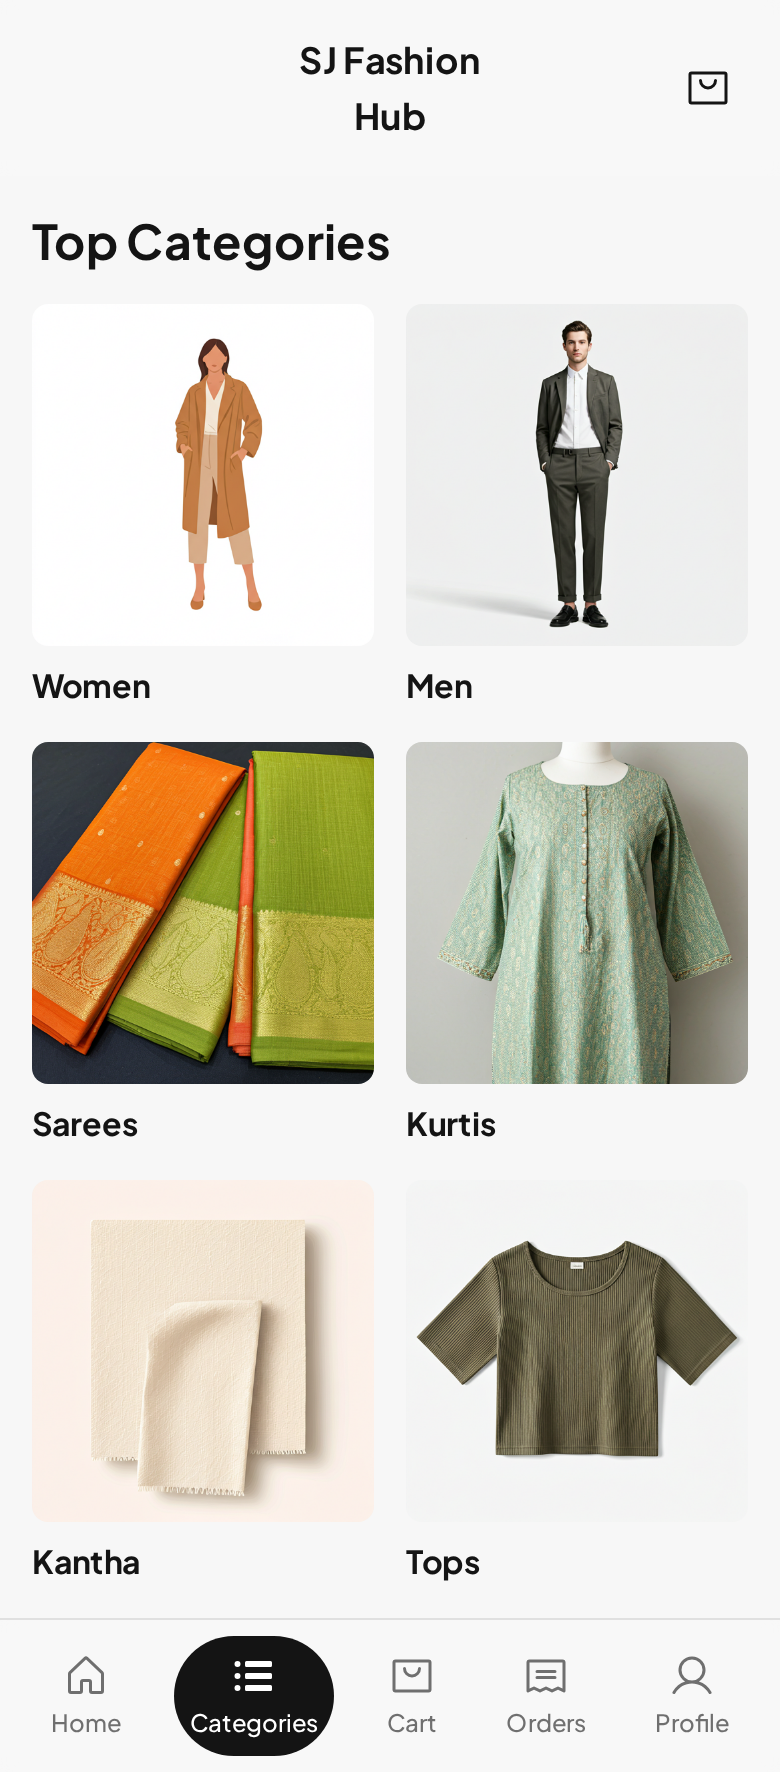 SJ Fashion
Hub
Top Categories
Women
Men
Sarees
Kurtis
Kantha
Tops
Home
Categories
Cart
Orders
Profile